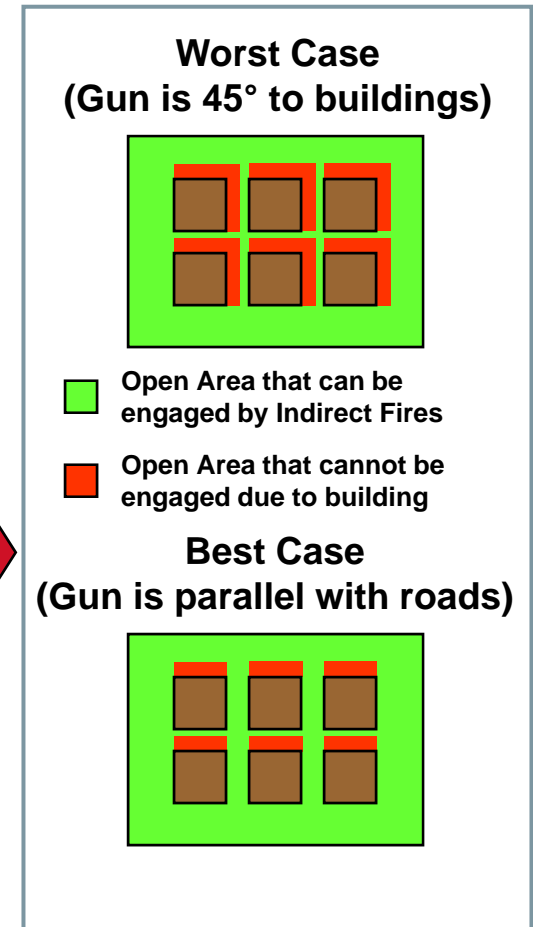 Worst Case
(Gun is 45° to buildings)
Open Area that can be
engaged by Indirect Fires
Open Area that cannot be
engaged due to building
Best Case
(Gun is parallel with roads)